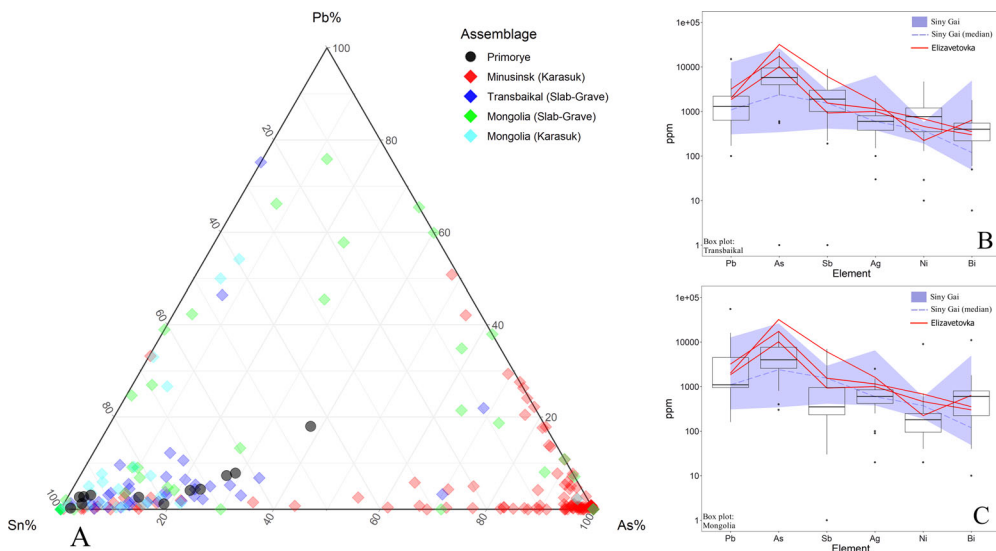 Pb%
Assemblage
Primorye
Minusinsk (Karasuk)
Transbaikal (Slab-Grave)
Mongolia (Slab-Grave)
Mongolia (Karasuk)
100
20
80
40
60
60
40
80
20
100
20
40
60
80
100
Sn%
As%
A
1e+05
10000
1000
100
10
1
ppm
Siny Gai
Siny Gai (median)
Elizavetovka
Box plot:
Transbaikal
Pb As Sb Ag Ni Bi
Element
B
1e+05
10000
1000
100
10
1
ppm
Siny Gai
Siny Gai (median)
Elizavetovka
Box plot:
Mongolia
Pb As Sb Ag Ni Bi
Element
C